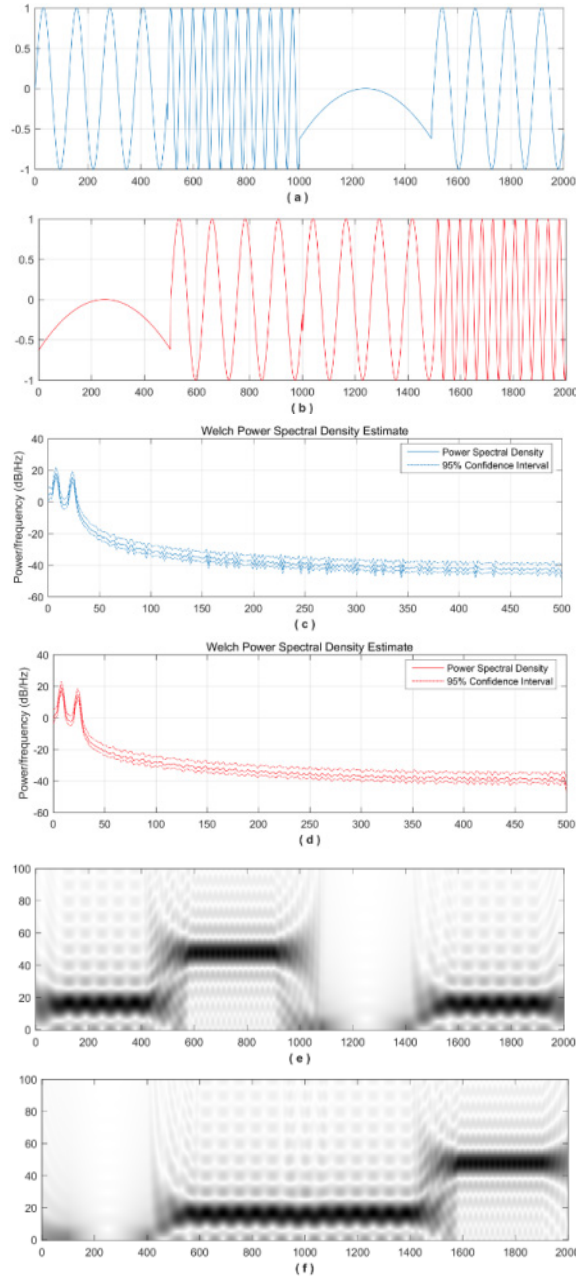 1
0.5
0
-0.5
-1
0 200 400 600 800 1000 1200 1400 1600 1800 2000
( a )
1
0.5
0
-0.5
-1
0 200 400 600 800 1000 1200 1400 1600 1800 2000
( b )
Welch Power Spectral Density Estimate
Power/frequency (dB/Hz)
40
20
0
-20
-40
-60
Power Spectral Density
95% Confidence Interval
0 50 100 150 200 250 300 350 400 450 500
( c )
Welch Power Spectral Density Estimate
Power/frequency (dB/Hz)
40
20
0
-20
-40
-60
Power Spectral Density
95% Confidence Interval
0 50 100 150 200 250 300 350 400 450 500
( d )
100
80
60
40
20
0
0 200 400 600 800 1000 1200 1400 1600 1800 2000
( e )
100
80
60
40
20
0
0 200 400 600 800 1000 1200 1400 1600 1800 2000
( f )